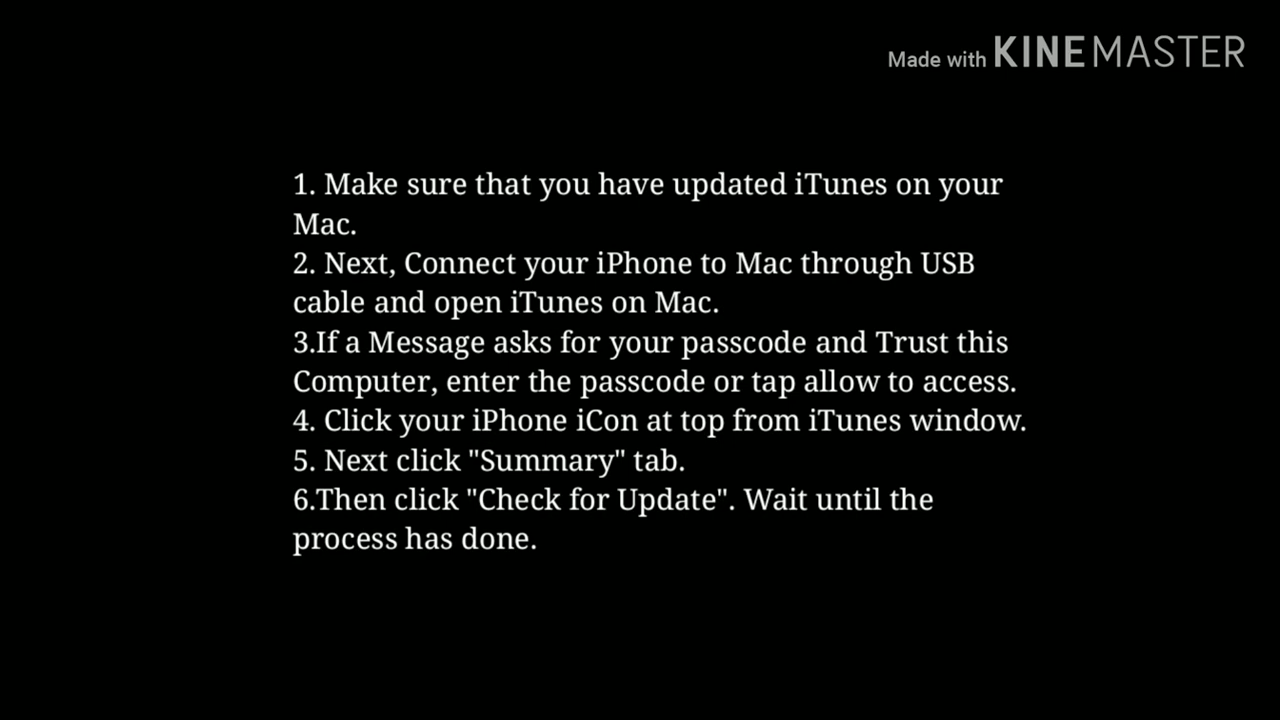 Made with KINEMASTER
1. Make sure that you have updated iTunes on your
Mac.
2. Next, Connect your iPhone to Mac through USB
cable and open iTunes on Mac.
3.If a Message asks for your passcode and Trust this
Computer, enter the passcode or tap allow to access.
4. Click your iPhone iCon at top from iTunes window.
5. Next click "Summary" tab.
6.Then click "Check for Update". Wait until the
process has done.